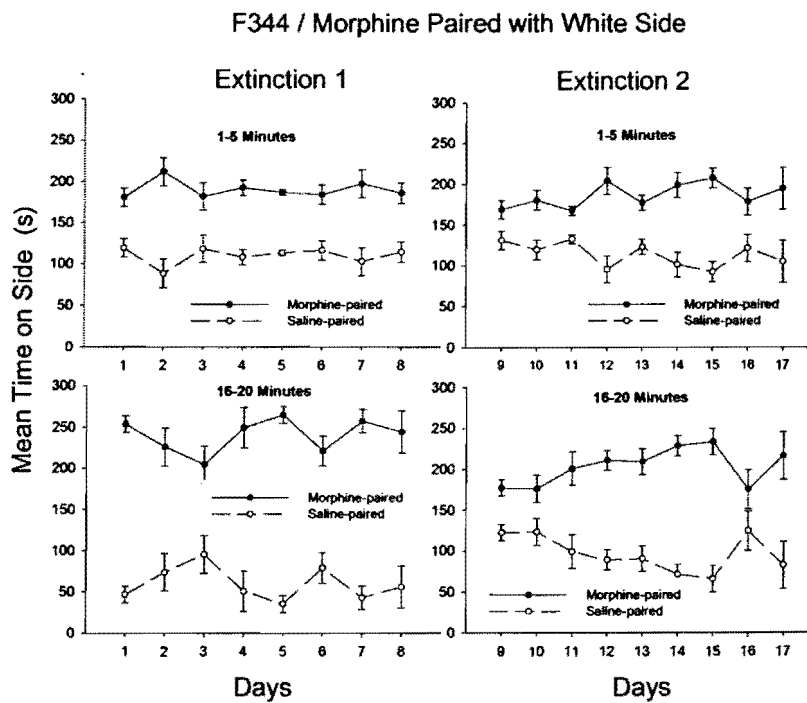 F344 / Morphine Paired with White Side
Extinction 1
Extinction 2
Mean Time on Side (s)
300
250
200
150
100
50
0
1-5 Minutes
Morphine-paired
Saline-paired
1 2 3 4 5 6 7 8
300
250
200
150
100
50
0
1-5 Minutes
Morphine-paired
Saline-paired
9 10 11 12 13 14 15 16 17
300
250
200
150
100
50
0
16-20 Minutes
Morphine-paired
Saline-paired
1 2 3 4 5 6 7 8
Days
300
250
200
150
100
50
0
16-20 Minutes
Morphine-paired
Saline-paired
9 10 11 12 13 14 15 16 17
Days